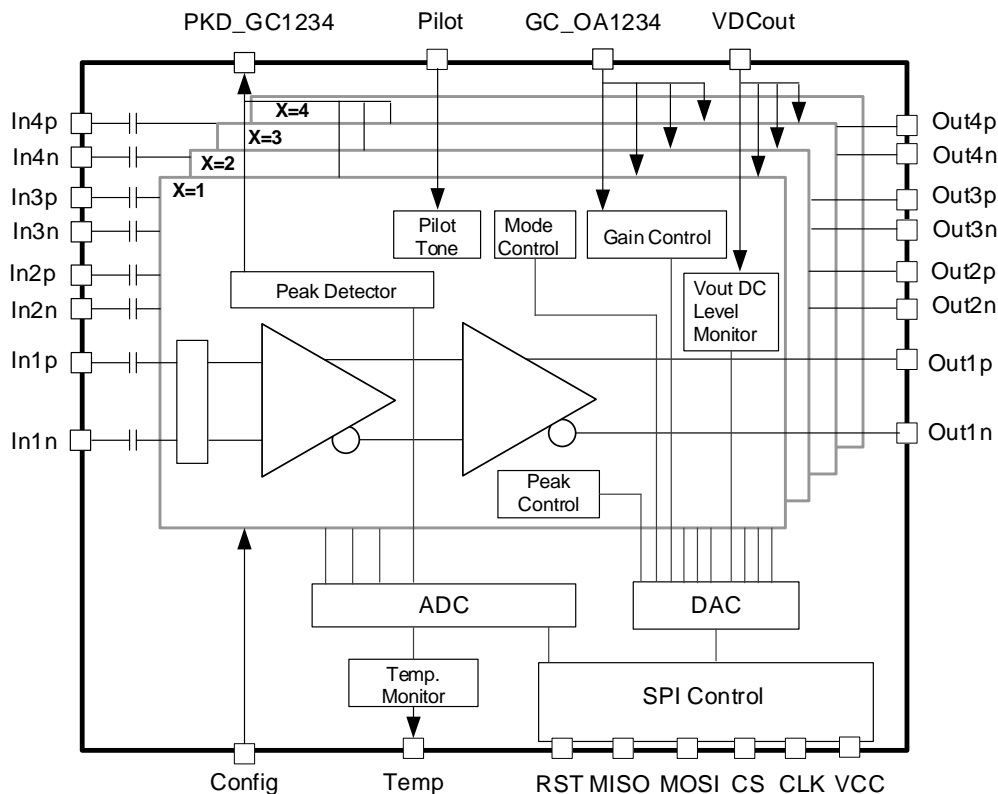 PKD_GC1234
Pilot
GC_OA1234
VDCout
X=4
X=3
X=2
X=1
In4p
In4n
In3p
In3n
In2p
In2n
In1p
In1n
Out4p
Out4n
Out3p
Out3n
Out2p
Out2n
Out1p
Out1n
Pilot
Tone
Mode
Control
Gain Control
Peak Detector
Vout DC
Level
Monitor
Peak
Control
ADC
DAC
Temp.
Monitor
SPI Control
Config
Temp
RST
MISO
MOSI
CS
CLK
VCC